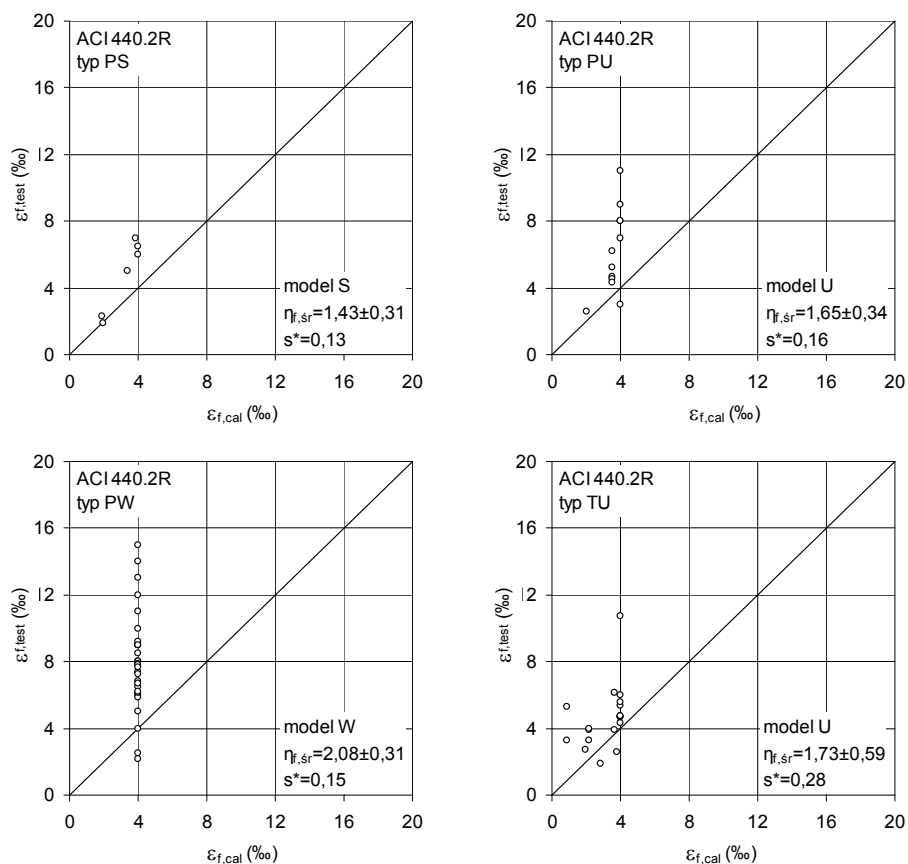 20
16
12
8
4
0
εf,test (‰)
ACI 440.2R
typ PS
model S
ηf,śr=1,43±0,31
s*=0,13
0 4 8 12 16 20
εf,cal (‰)
20
16
12
8
4
0
εf,test (‰)
ACI 440.2R
typ PU
model U
ηf,śr=1,65±0,34
s*=0,16
0 4 8 12 16 20
εf,cal (‰)
20
16
12
8
4
0
εf,test (‰)
ACI 440.2R
typ PW
model W
ηf,śr=2,08±0,31
s*=0,15
0 4 8 12 16 20
εf,cal (‰)
20
16
12
8
4
0
εf,test (‰)
ACI 440.2R
typ TU
model U
ηf,śr=1,73±0,59
s*=0,28
0 4 8 12 16 20
εf,cal (‰)